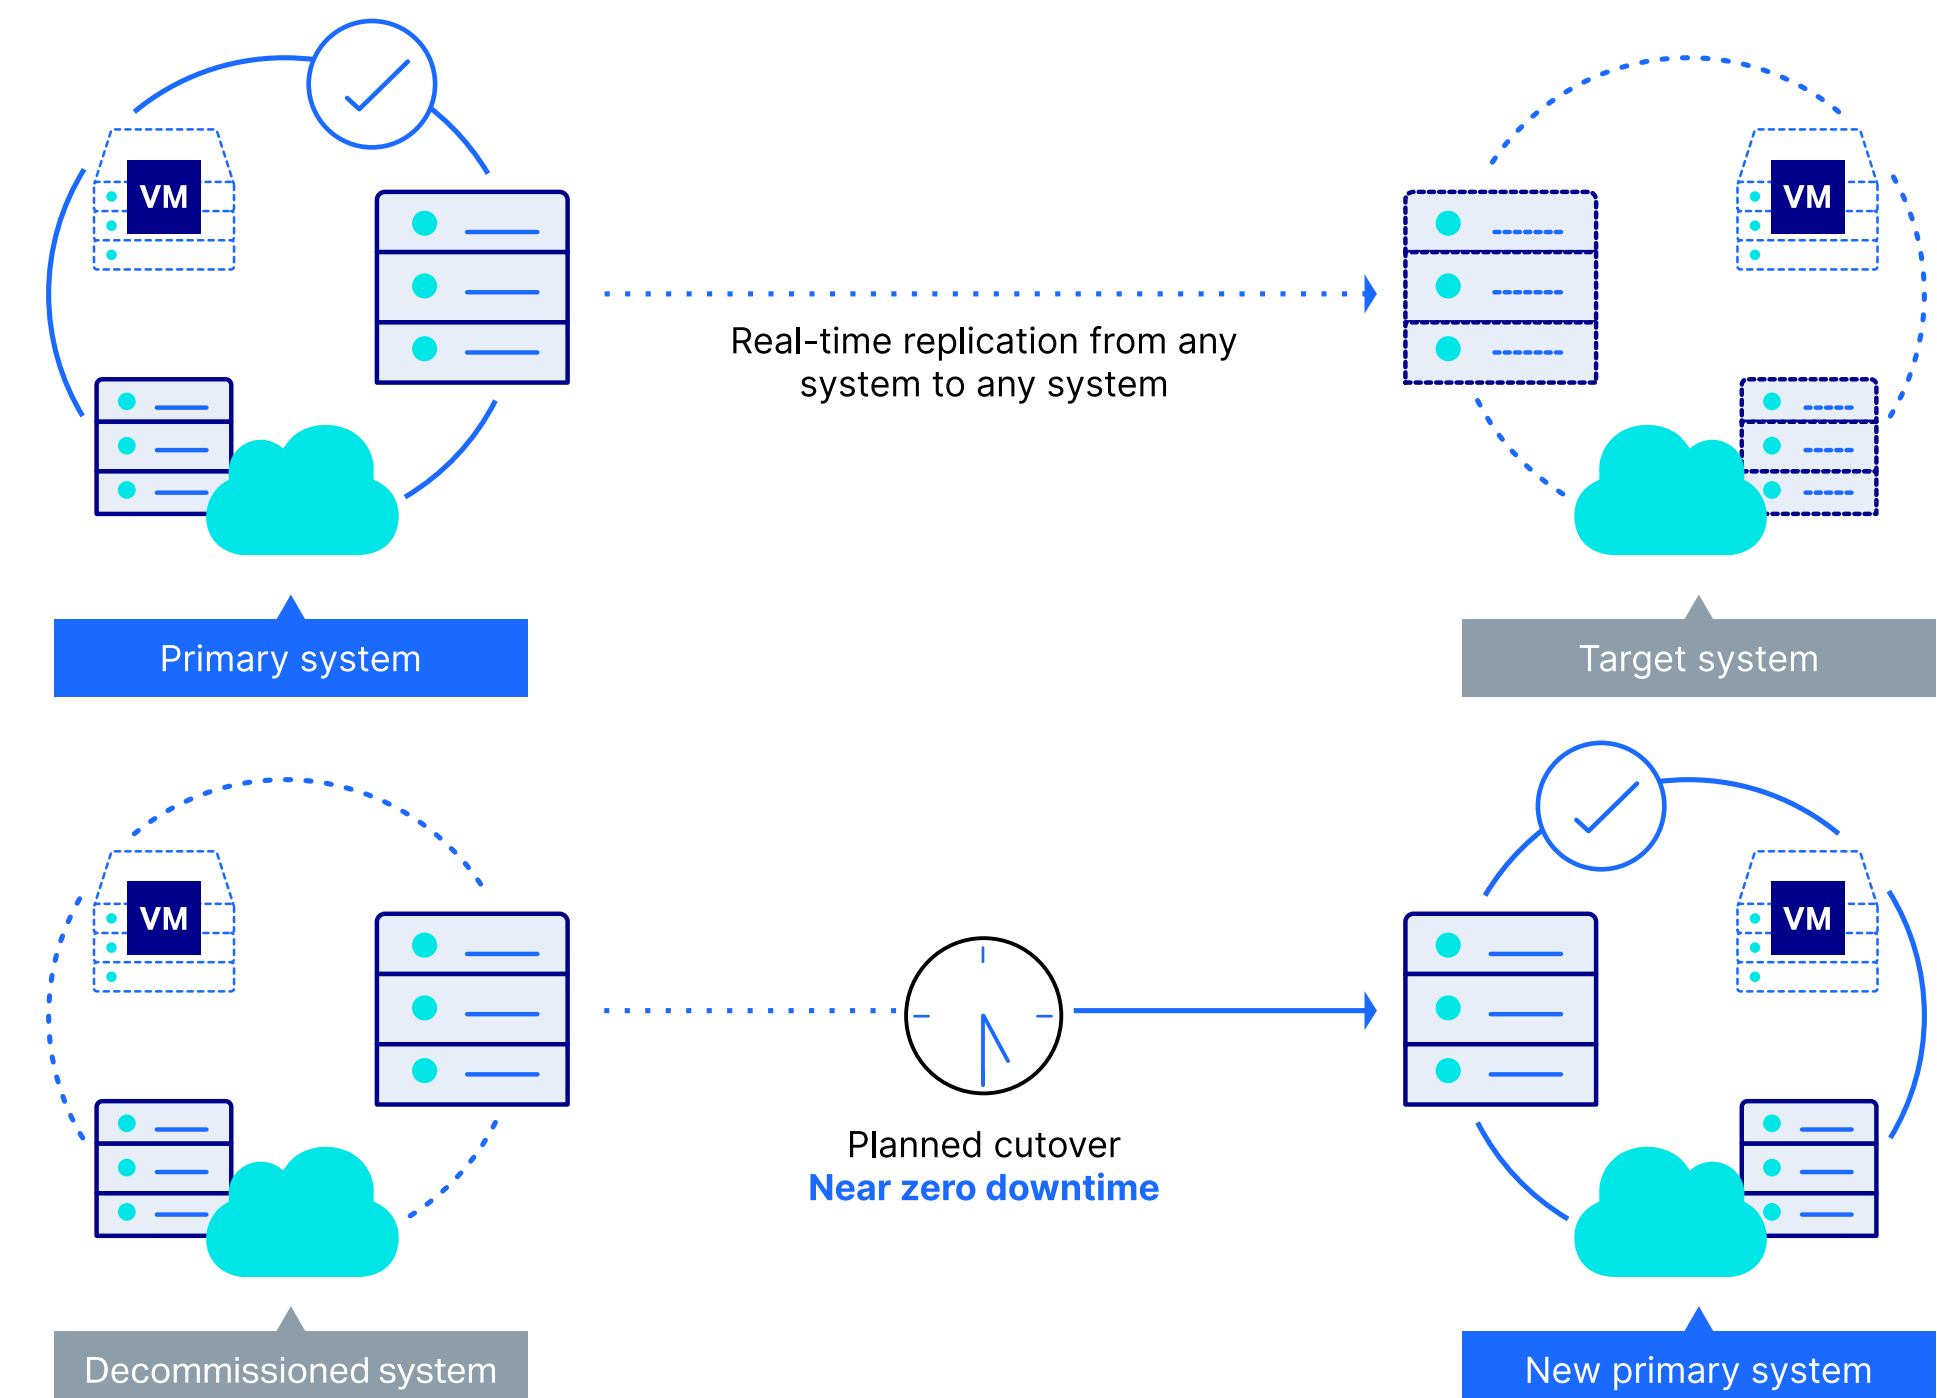 VM
VM
Real-time replication from any
system to any system
Primary system
Target system
VM
VM
Planned cutover
Near zero downtime
Decommissioned system
New primary system